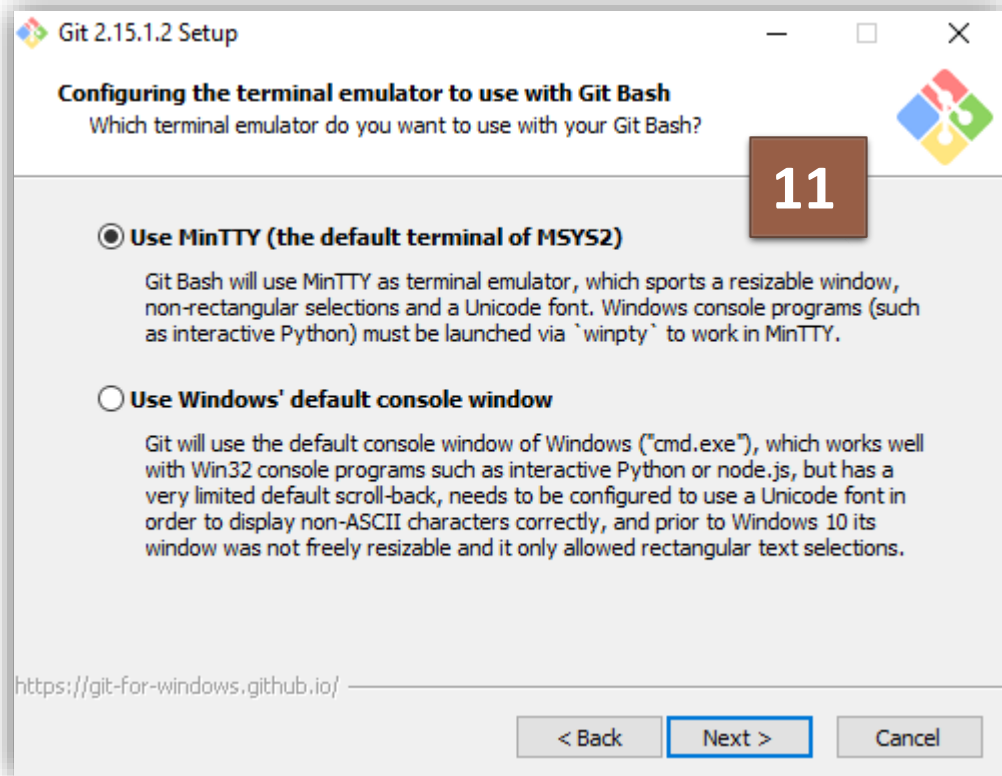 Git 2.15.1.2 Setup
Configuring the terminal emulator to use with Git Bash
Which terminal emulator do you want to use with your Git Bash?
11
Use MinTTY (the default terminal of MSYS2)
Git Bash will use MinTTY as terminal emulator, which sports a resizable window,
non-rectangular selections and a Unicode font. Windows console programs (such
as interactive Python) must be launched via `winpty` to work in MinTTY.
Use Windows' default console window
Git will use the default console window of Windows ("cmd.exe"), which works well
with Win32 console programs such as interactive Python or node.js, but has a
very limited default scroll-back, needs to be configured to use a Unicode font in
order to display non-ASCII characters correctly, and prior to Windows 10 its
window was not freely resizable and it only allowed rectangular text selections.
https://git-for-windows.github.io/
< Back Next > Cancel